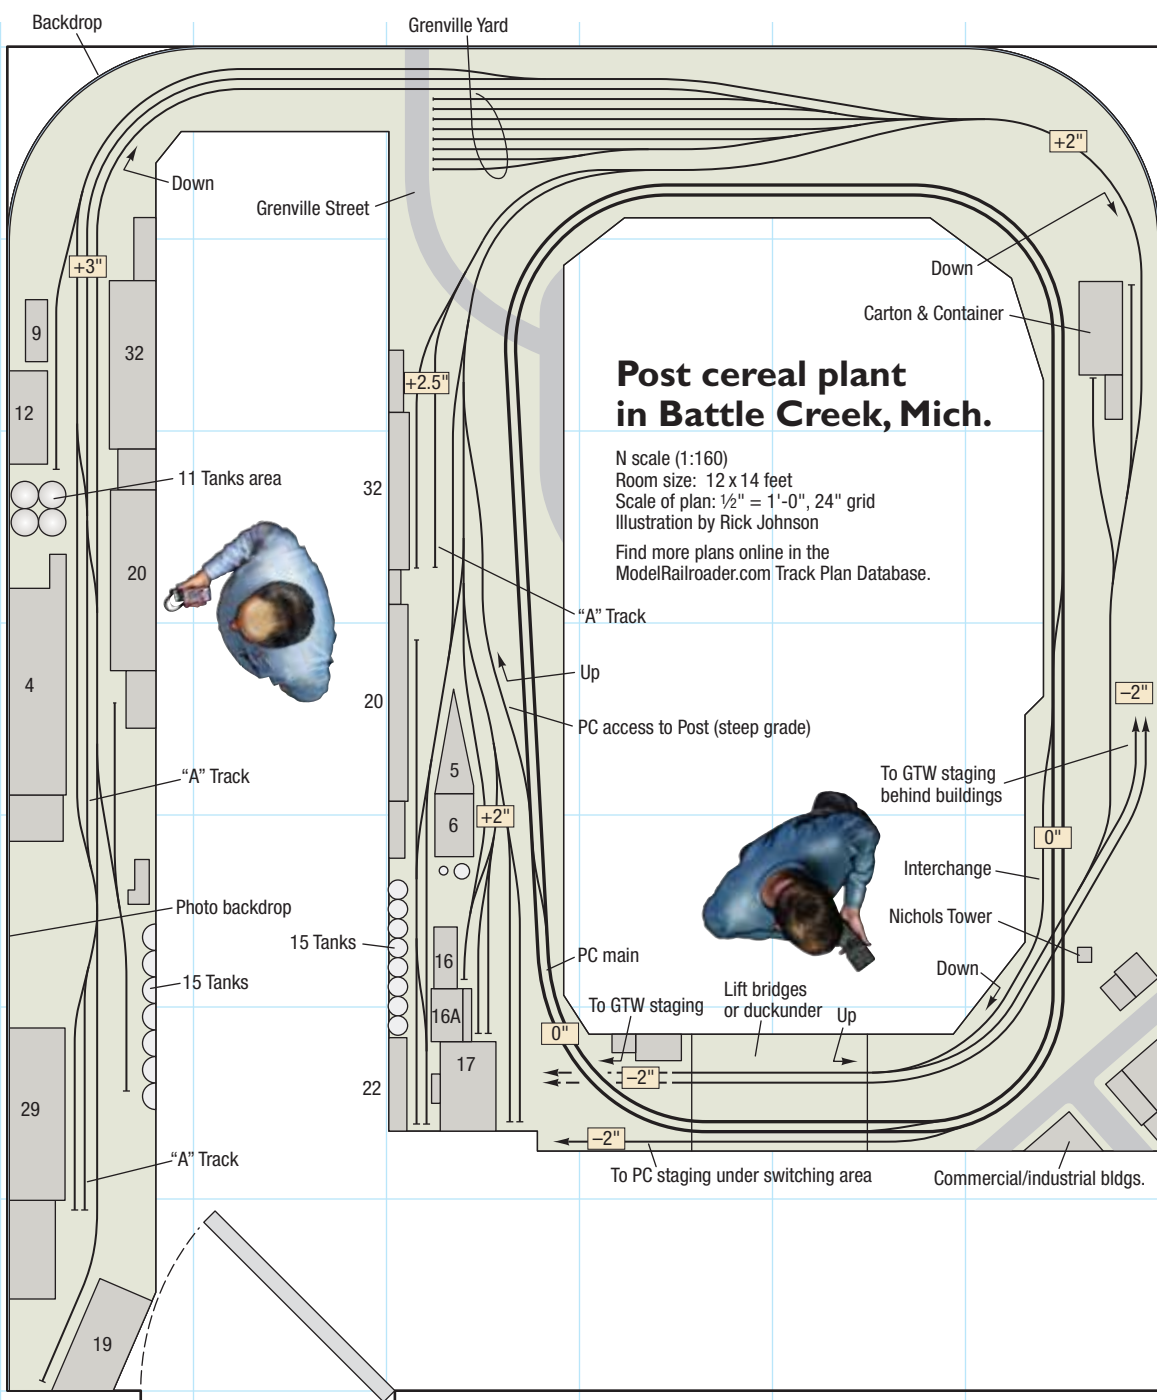 Backdrop
Grenville Yard
+2"
Down
Grenville Street
+3"
Down
Carton & Container
9
32
+2.5"
12
Post cereal plant
in Battle Creek, Mich.
N scale (1:160)
Room size: 12 x 14 feet
Scale of plan: ½" = 1'-0", 24" grid
Illustration by Rick Johnson
Find more plans online in the
ModelRailroader.com Track Plan Database.
11 Tanks area
32
20
"A" Track
4
Up
–2"
20
PC access to Post (steep grade)
"A" Track
5
To GTW staging
behind buildings
6
+2"
0"
Interchange
Photo backdrop
Nichols Tower
15 Tanks
16
PC main
Down
15 Tanks
Lift bridges
or duckunder
To GTW staging
Up
16A
0"
17
–2"
22
29
–2"
"A" Track
To PC staging under switching area
Commercial/industrial bldgs.
19